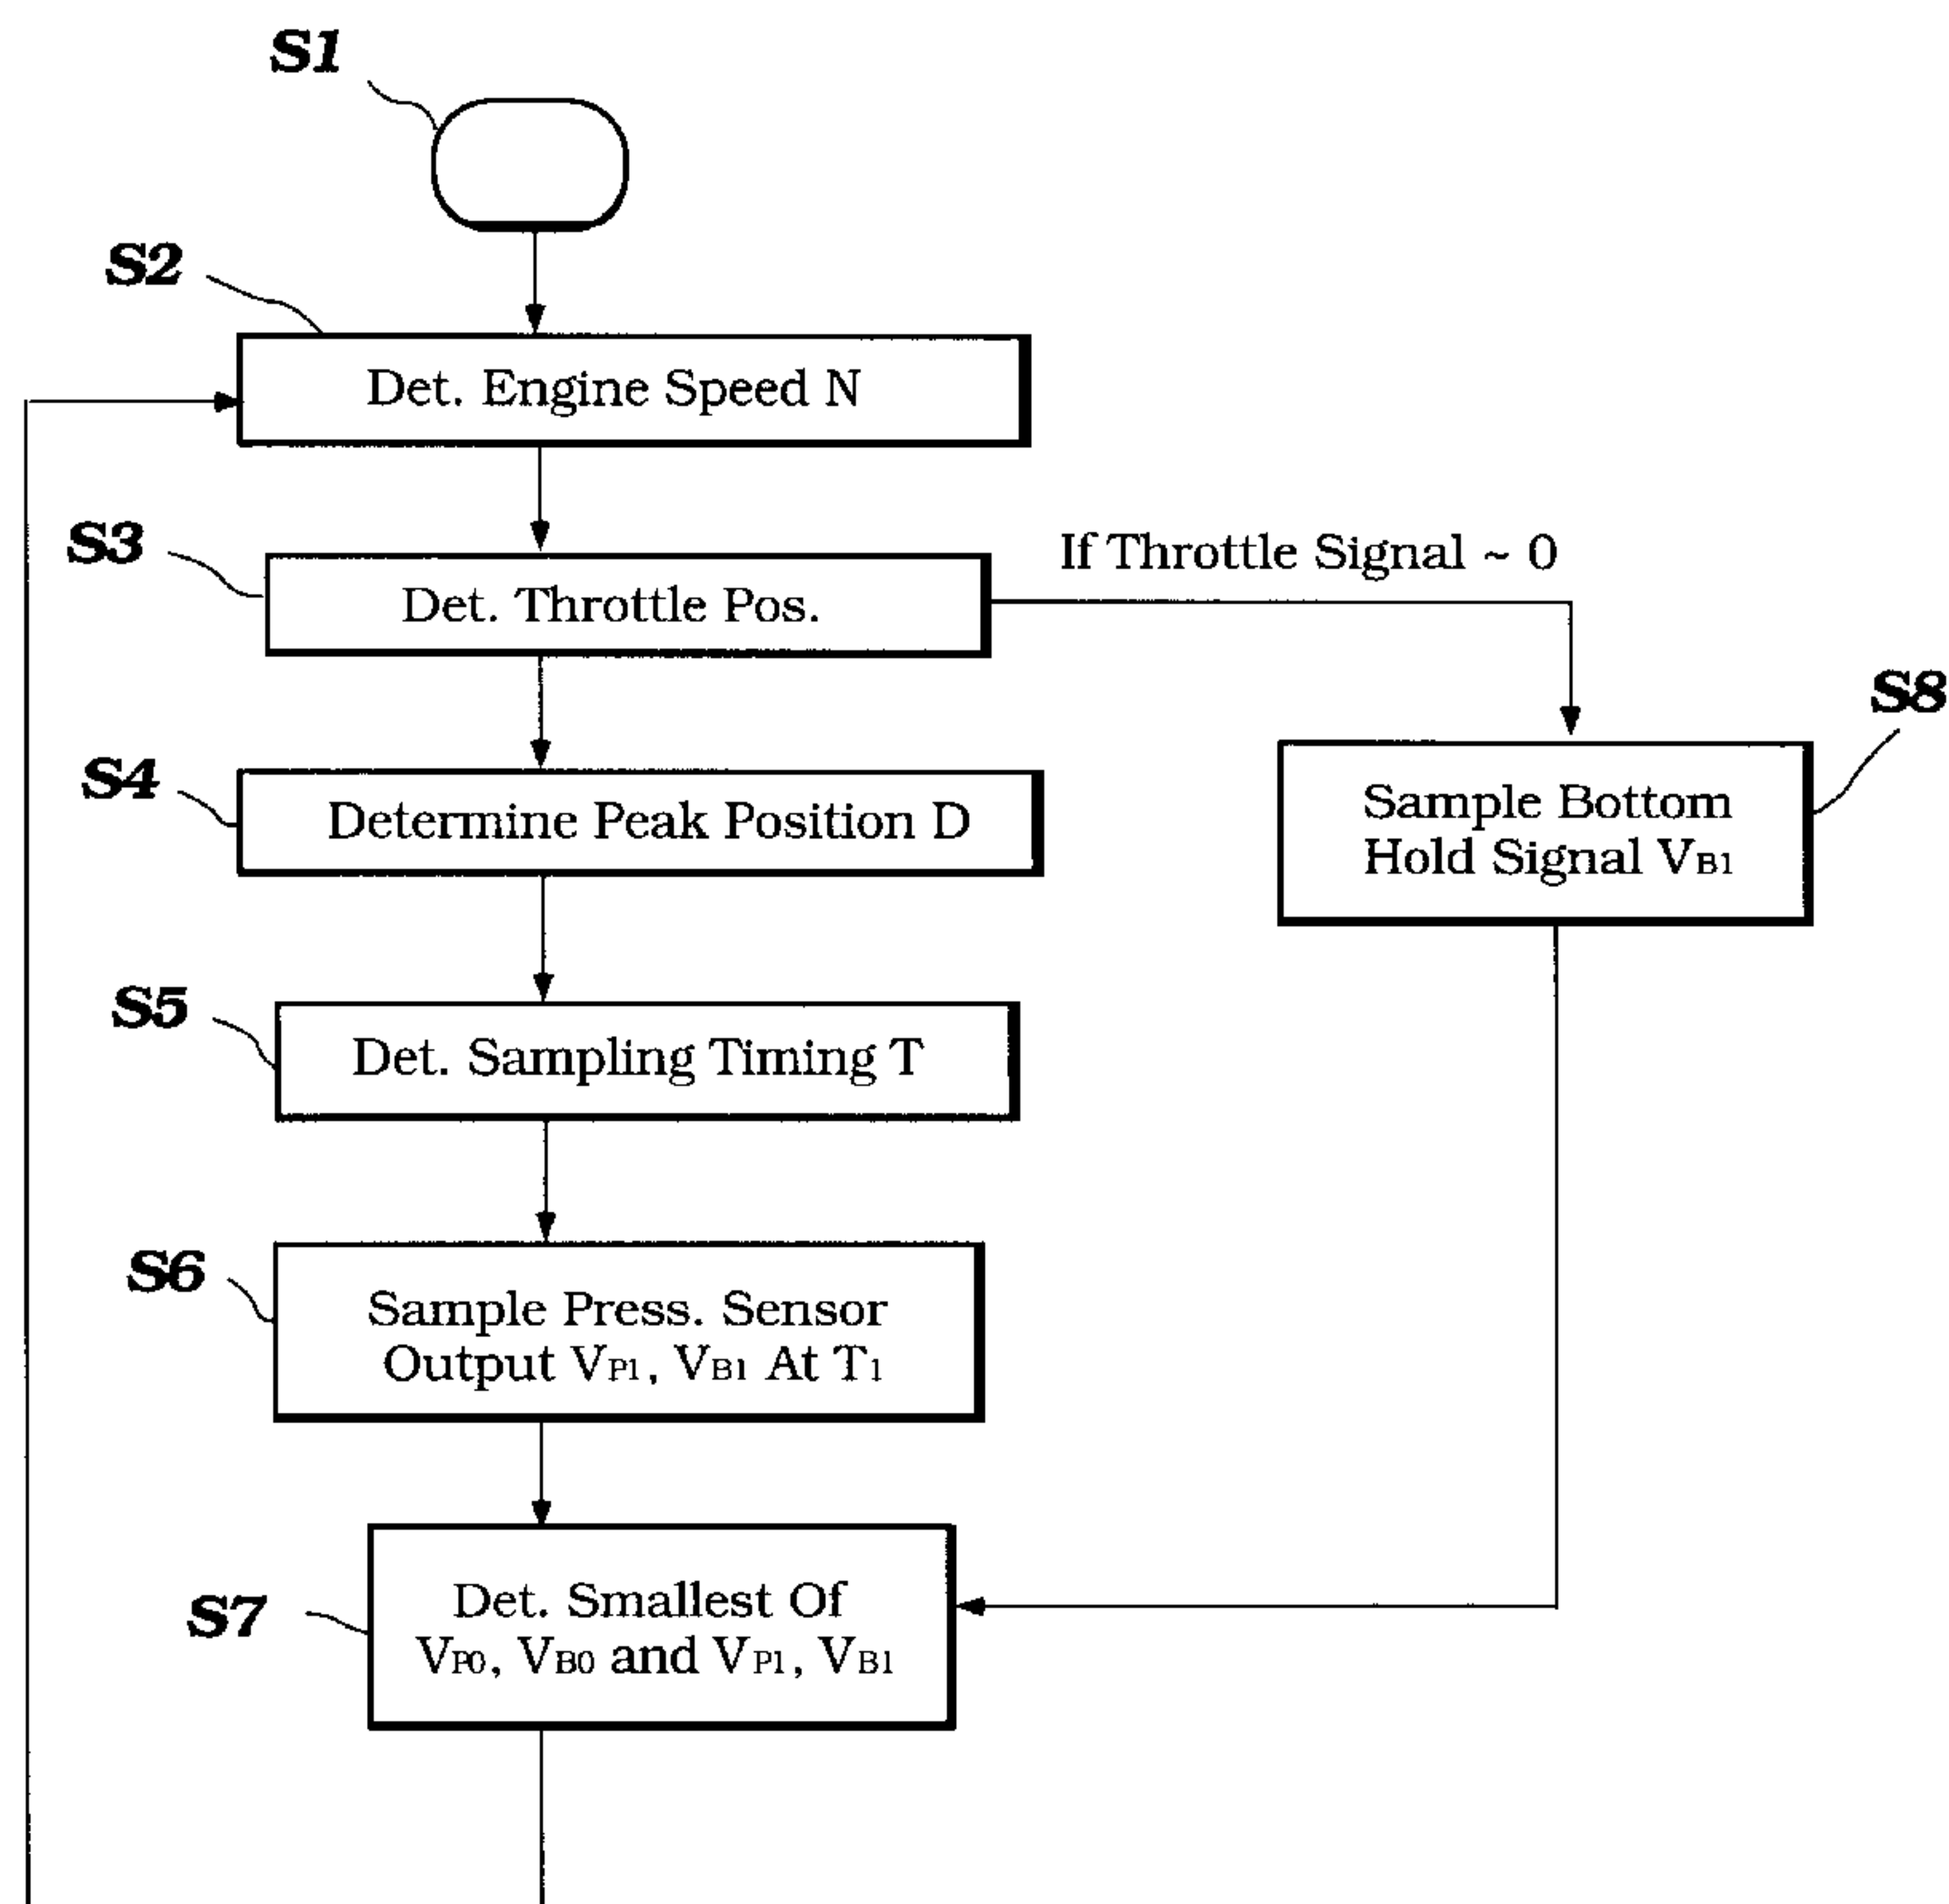 S1
S2
Det. Engine Speed N
S3
Det. Throttle Pos.
If Throttle Signal ~ 0
S4
Determine Peak Position D
S8
Sample Bottom
Hold Signal VB1
S5
Det. Sampling Timing T
S6
Sample Press. Sensor
Output VP1, VB1 At T1
S7
Det. Smallest Of
VP0, VB0 and VP1, VB1